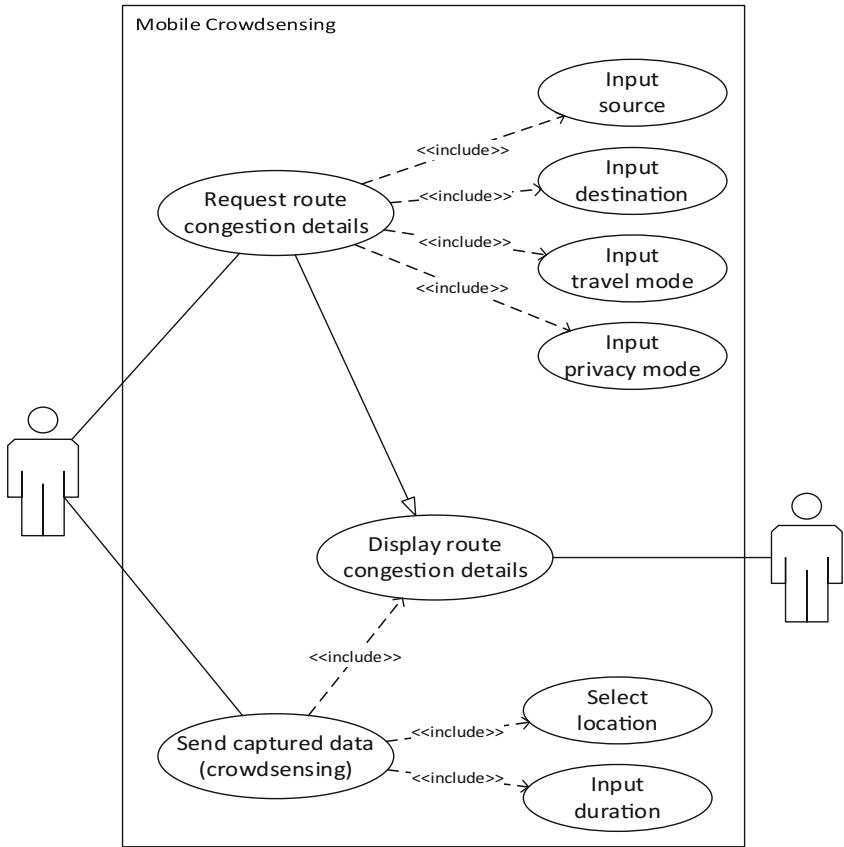 Mobile Crowdsensing
Input
source
<<include>>
Request route
congestion details
<<include>>
Input
destination
<<include>>
Input
travel mode
<<include>>
Input
privacy mode
Display route
congestion details
<<include>>
Send captured data
(crowdsensing)
<<include>>
Select
location
<<include>>
Input
duration